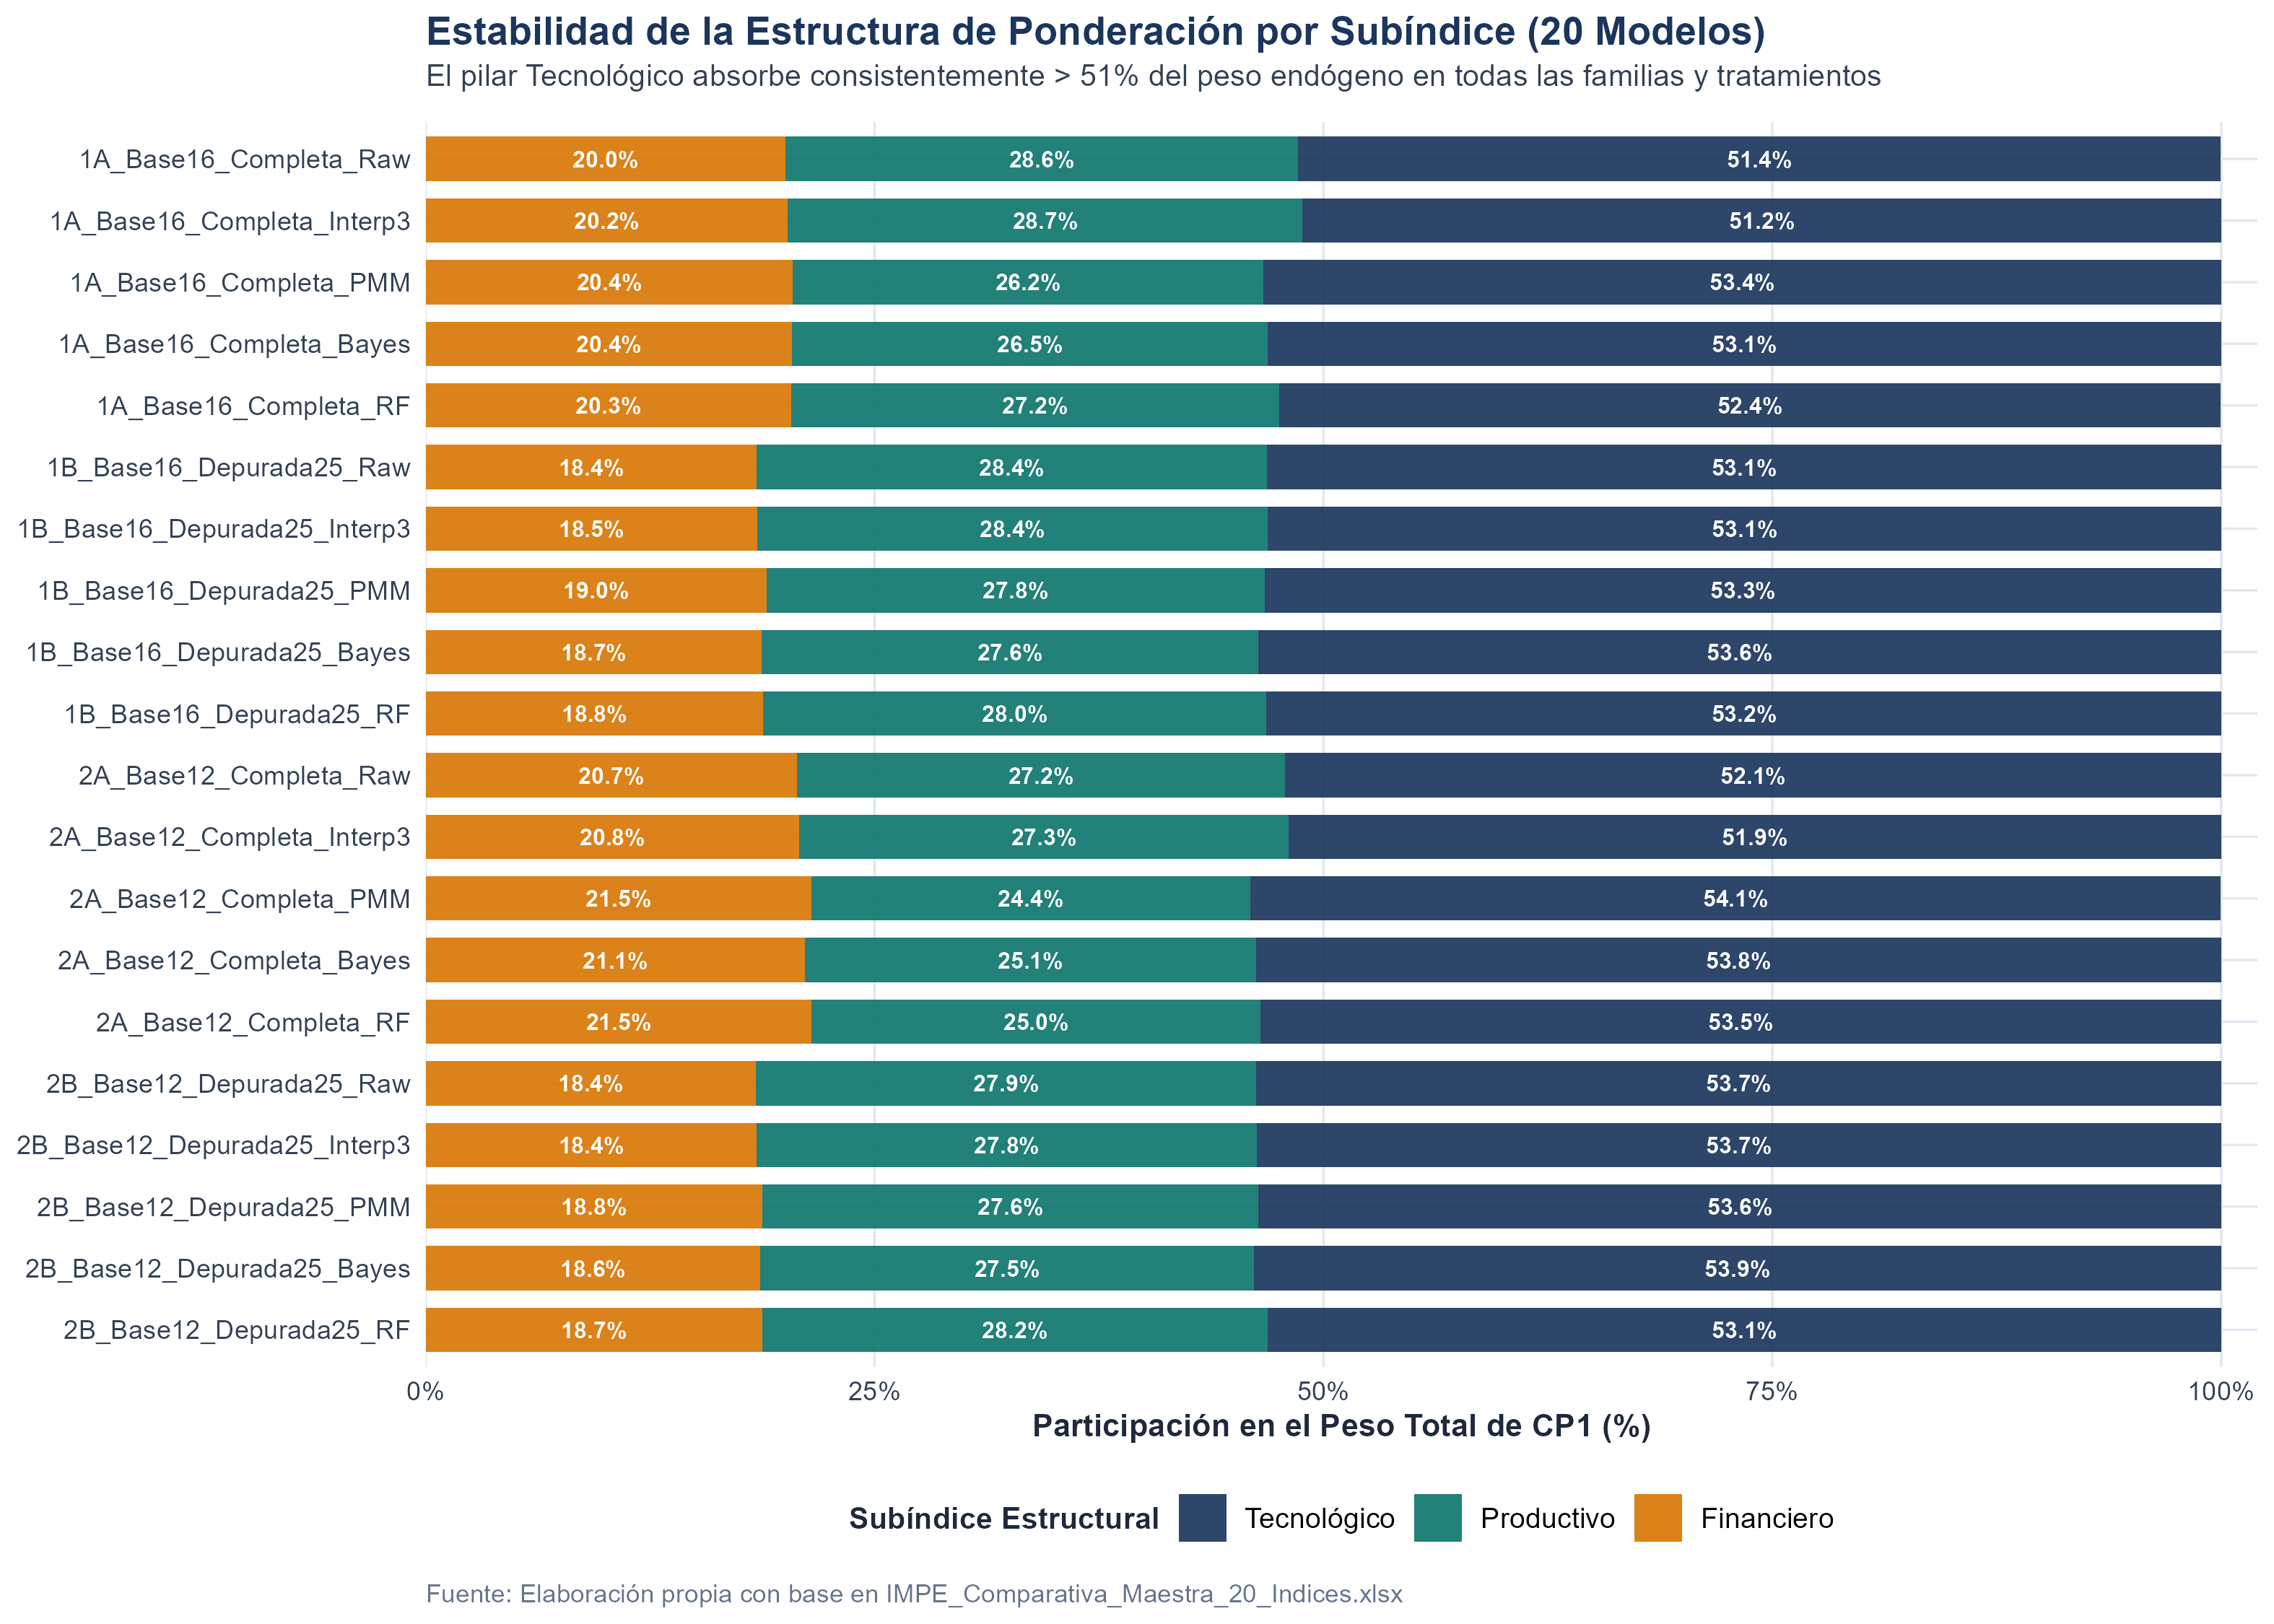 Estabilidad de la Estructura de Ponderación por Subíndice (20 Modelos)
El pilar Tecnológico absorbe consistentemente > 51% del peso endógeno en todas las familias y tratamientos
1A_Base16_Completa_Raw 20.0% 28.6% 51.4%
1A_Base16_Completa_Interp3 20.2% 28.7% 51.2%
1A_Base16_Completa_PMM 20.4% 26.2% 53.4%
1A_Base16_Completa_Bayes 20.4% 26.5% 53.1%
1A_Base16_Completa_RF 20.3% 27.2% 52.4%
1B_Base16_Depurada25_Raw 18.4% 28.4% 53.1%
1B_Base16_Depurada25_Interp3 18.5% 28.4% 53.1%
1B_Base16_Depurada25_PMM 19.0% 27.8% 53.3%
1B_Base16_Depurada25_Bayes 18.7% 27.6% 53.6%
1B_Base16_Depurada25_RF 18.8% 28.0% 53.2%
2A_Base12_Completa_Raw 20.7% 27.2% 52.1%
2A_Base12_Completa_Interp3 20.8% 27.3% 51.9%
2A_Base12_Completa_PMM 21.5% 24.4% 54.1%
2A_Base12_Completa_Bayes 21.1% 25.1% 53.8%
2A_Base12_Completa_RF 21.5% 25.0% 53.5%
2B_Base12_Depurada25_Raw 18.4% 27.9% 53.7%
2B_Base12_Depurada25_Interp3 18.4% 27.8% 53.7%
2B_Base12_Depurada25_PMM 18.8% 27.6% 53.6%
2B_Base12_Depurada25_Bayes 18.6% 27.5% 53.9%
2B_Base12_Depurada25_RF 18.7% 28.2% 53.1%
0% 25% 50% 75% 100%
Participación en el Peso Total de CP1 (%)
Subíndice Estructural Tecnológico Productivo Financiero
Fuente: Elaboración propia con base en IMPE_Comparativa_Maestra_20_Indices.xlsx